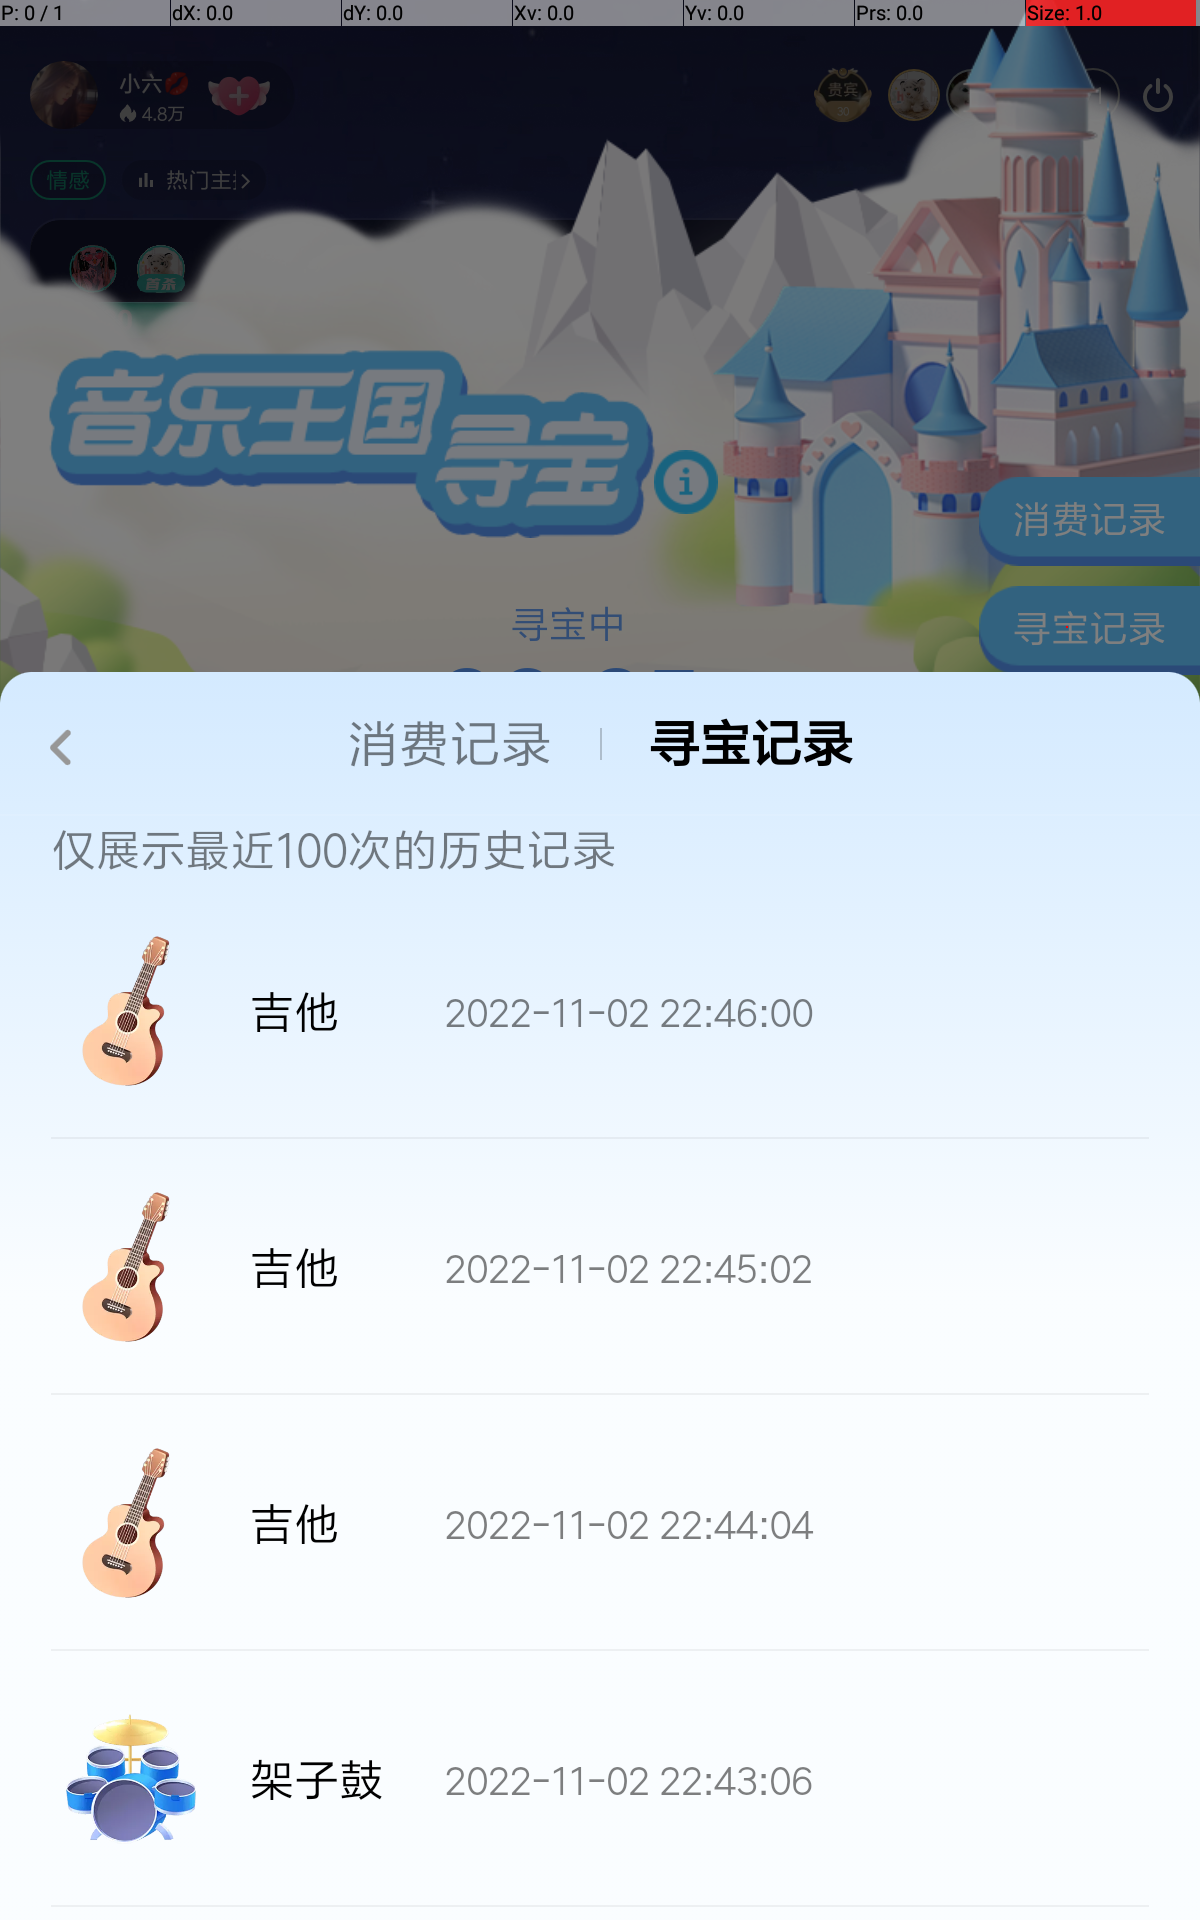 P: 0 / 1 dX: 0.0 dY: 0.0 Xv: 0.0 Yv: 0.0 Prs: 0.0 Size: 1.0
小六
4.8万
贵宾
30
1
情感
热门主
首杀
音乐王国
寻宝
消费记录
寻宝中
寻宝记录
消费记录 寻宝记录
仅展示最近100次的历史记录
吉他 2022-11-02 22:46:00
吉他 2022-11-02 22:45:02
吉他 2022-11-02 22:44:04
架子鼓 2022-11-02 22:43:06